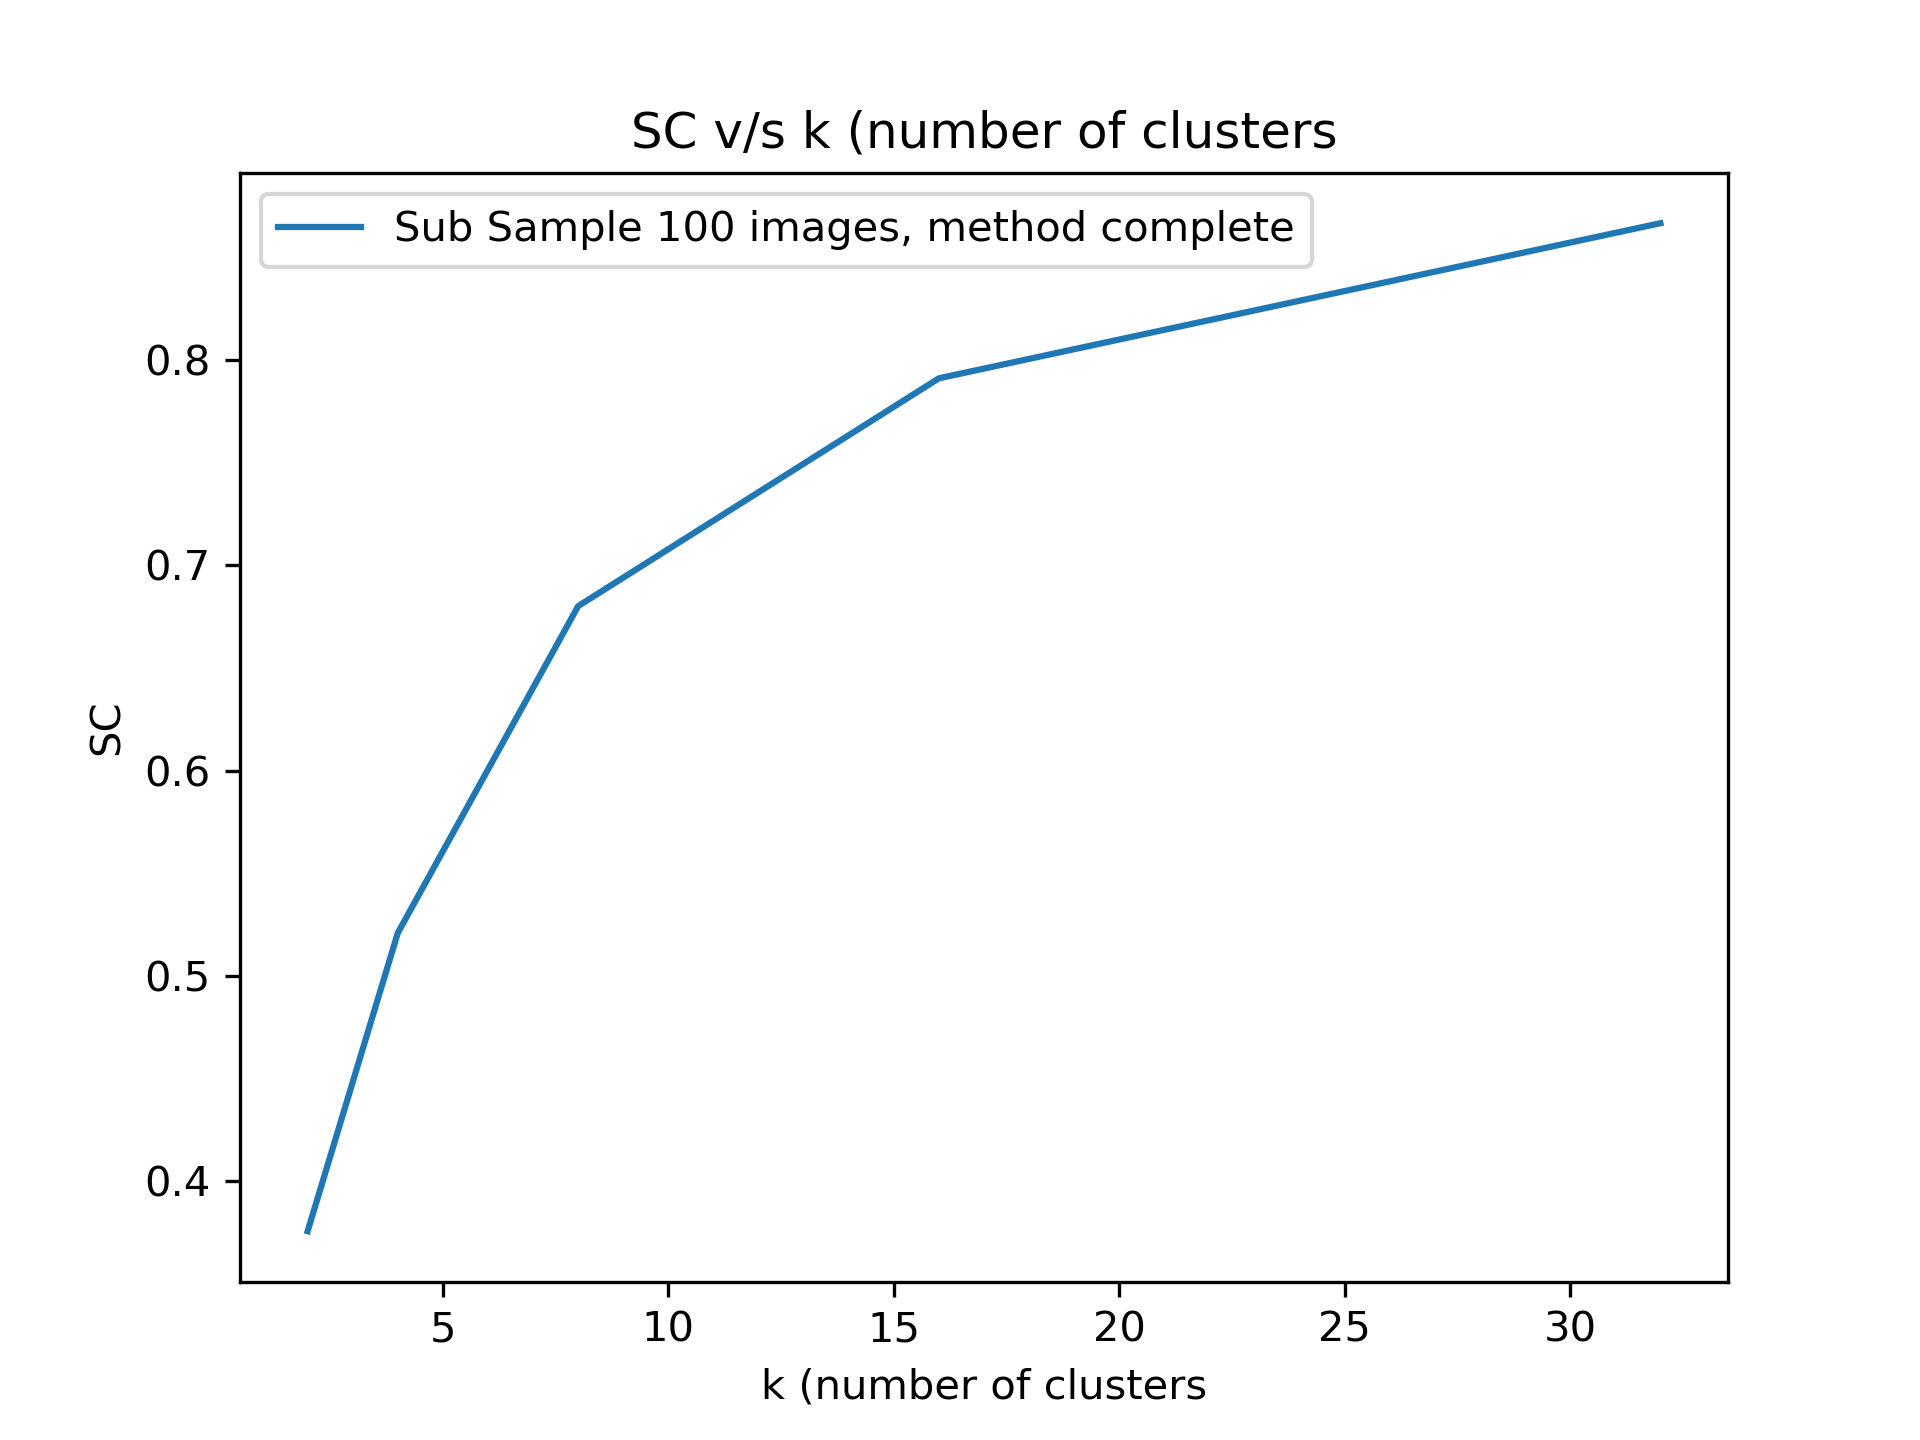 SC v/s k (number of clusters
Sub Sample 100 images, method complete
0.8
0.7
0.6
0.5
0.4
SC
5 10 15 20 25 30
k (number of clusters